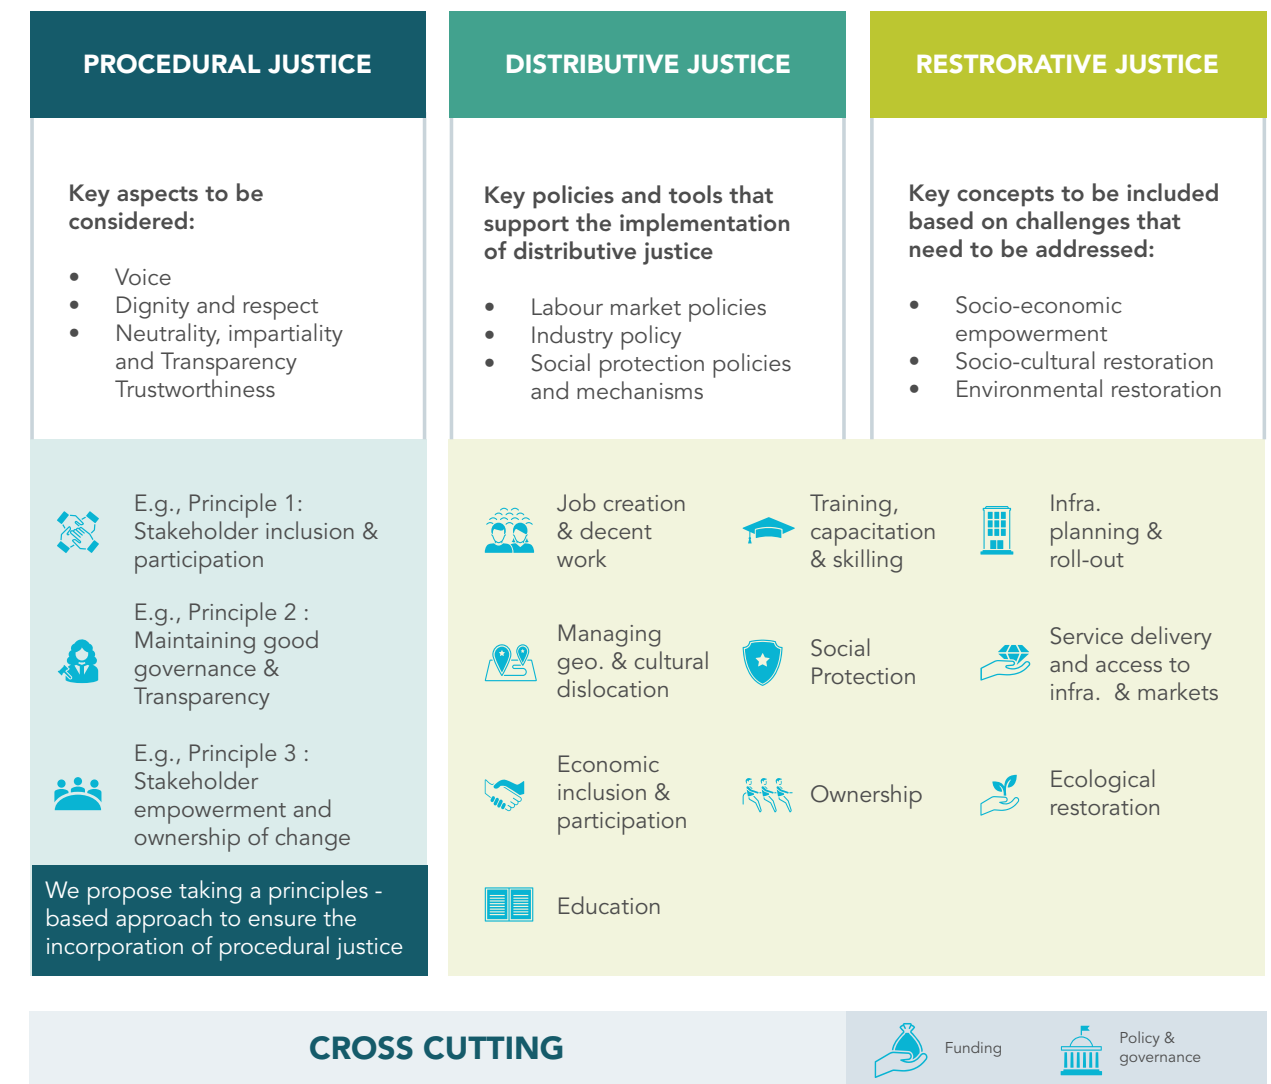 PROCEDURAL JUSTICE
Key aspects to be
considered:
• Voice
• Dignity and respect
• Neutrality, impartiality
and Transparency
Trustworthiness
E.g., Principle 1:
Stakeholder inclusion &
participation
E.g., Principle 2 :
Maintaining good
governance &
Transparency
E.g., Principle 3 :
Stakeholder
empowerment and
ownership of change
We propose taking a principles -
based approach to ensure the
incorporation of procedural justice
DISTRIBUTIVE JUSTICE
Key policies and tools that
support the implementation
of distributive justice
• Labour market policies
• Industry policy
• Social protection policies
and mechanisms
RESTRORATIVE JUSTICE
Key concepts to be included
based on challenges that
need to be addressed:
• Socio-economic
empowerment
• Socio-cultural restoration
• Environmental restoration
Job creation
& decent
work
Training,
capacitation
& skilling
Infra.
planning &
roll-out
Managing
geo. & cultural
dislocation
Social
Protection
Service delivery
and access to
infra. & markets
Economic
inclusion &
participation
Ownership
Ecological
restoration
Education
CROSS CUTTING
Funding
Policy &
governance